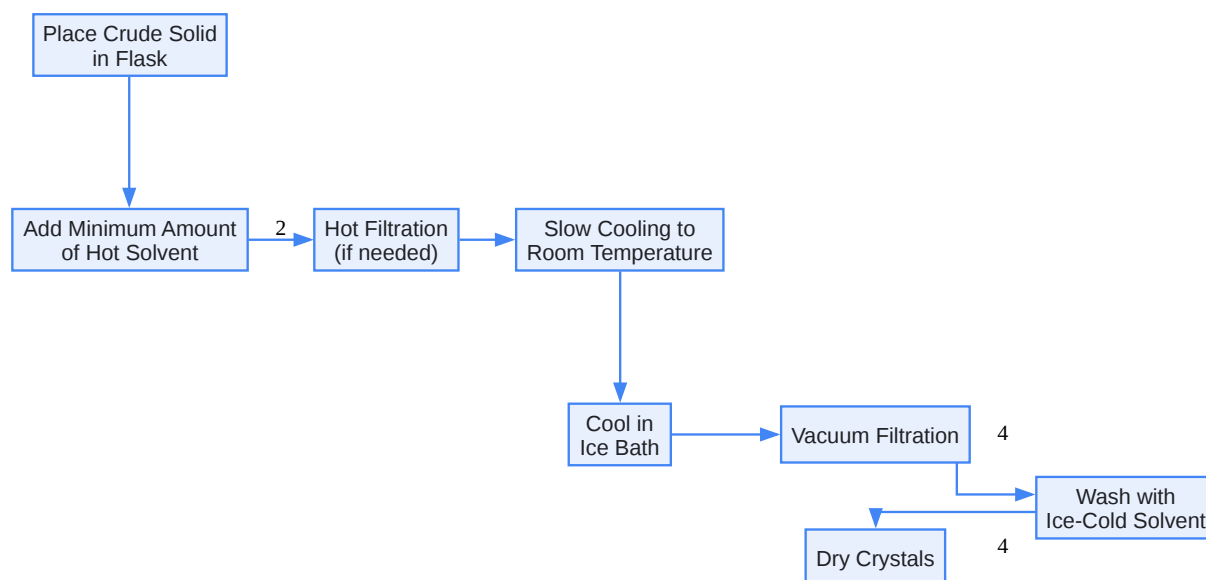 Place Crude Solid
in Flask
Add Minimum Amount
of Hot Solvent
2
Hot Filtration
(if needed)
Slow Cooling to
Room Temperature
Cool in
Ice Bath
Vacuum Filtration
4
Wash with
Ice-Cold Solvent
4
Dry Crystals